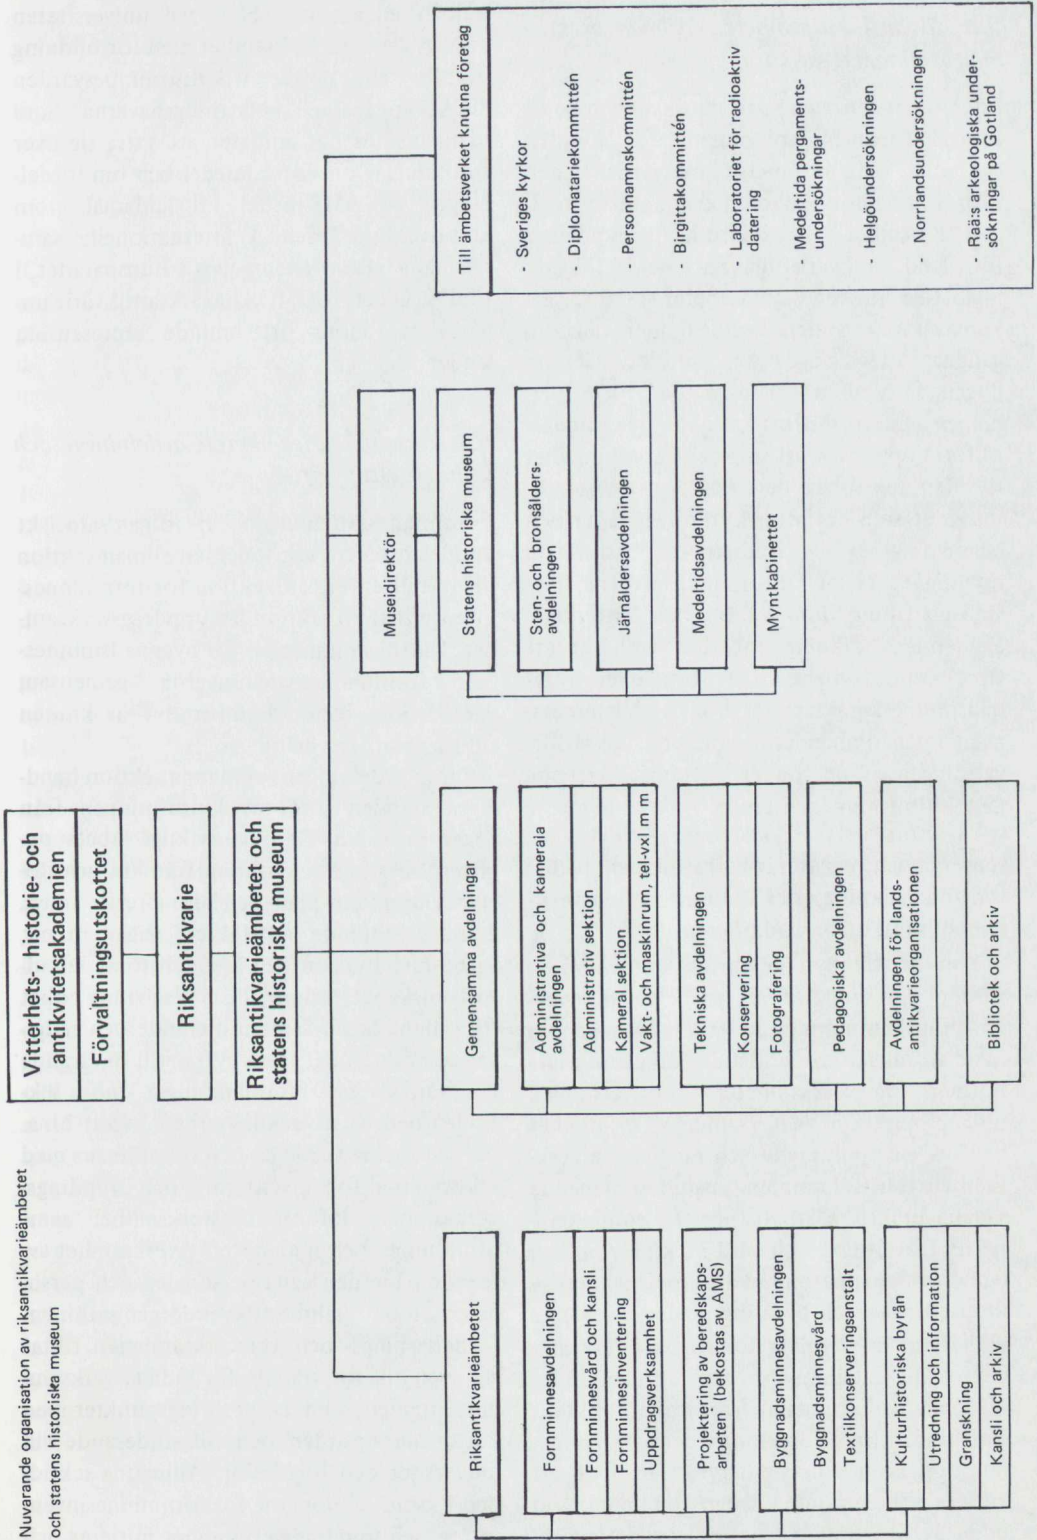 Nuvarande organisation av riksantikvarieämbetet
och statens historiska museum
Vitterhets-, historie- och
antikvitetsakademien
Förvaltningsutskottet
Riksantikvarie
Riksantikvarieämbetet och
statens historiska museum
Riksantikvarieämbetet
Fornminnesavdelningen
Fornminnesvård och kansli
Fornminnesinventering
Uppdragsverksamhet
Projektering av beredskaps-
arbeten (bekostas av AMS)
Byggnadsminnesavdelningen
Byggnadsminnesvård
Textilkonserveringsanstalt
Kulturhistoriska byrån
Utredning och information
Granskning
Kansli och arkiv
Gemensamma avdelningar
Administrativa och kamerala
avdelningen
Administrativ sektion
Kameral sektion
Vakt- och maskinrum, tel-vxl m m
Tekniska avdelningen
Konservering
Fotografering
Pedagogiska avdelningen
Avdelningen för lands-
antikvarieorganisationen
Bibliotek och arkiv
Museidirektör
Statens historiska museum
Sten- och bronsålders-
avdelningen
Järnåldersavdelningen
Medeltidsavdelningen
Myntkabinettet
Till ämbetsverket knutna företag
- Sveriges kyrkor
- Diplomatariekommittén
- Personnamnskommittén
- Birgittakommittén
- Laboratoriet för radioaktiv
datering
- Medeltida pergaments-
undersökningar
- Helgöundersökningen
- Norrlandsundersökningen
- Raä:s arkeologiska under-
sökningar på Gotland